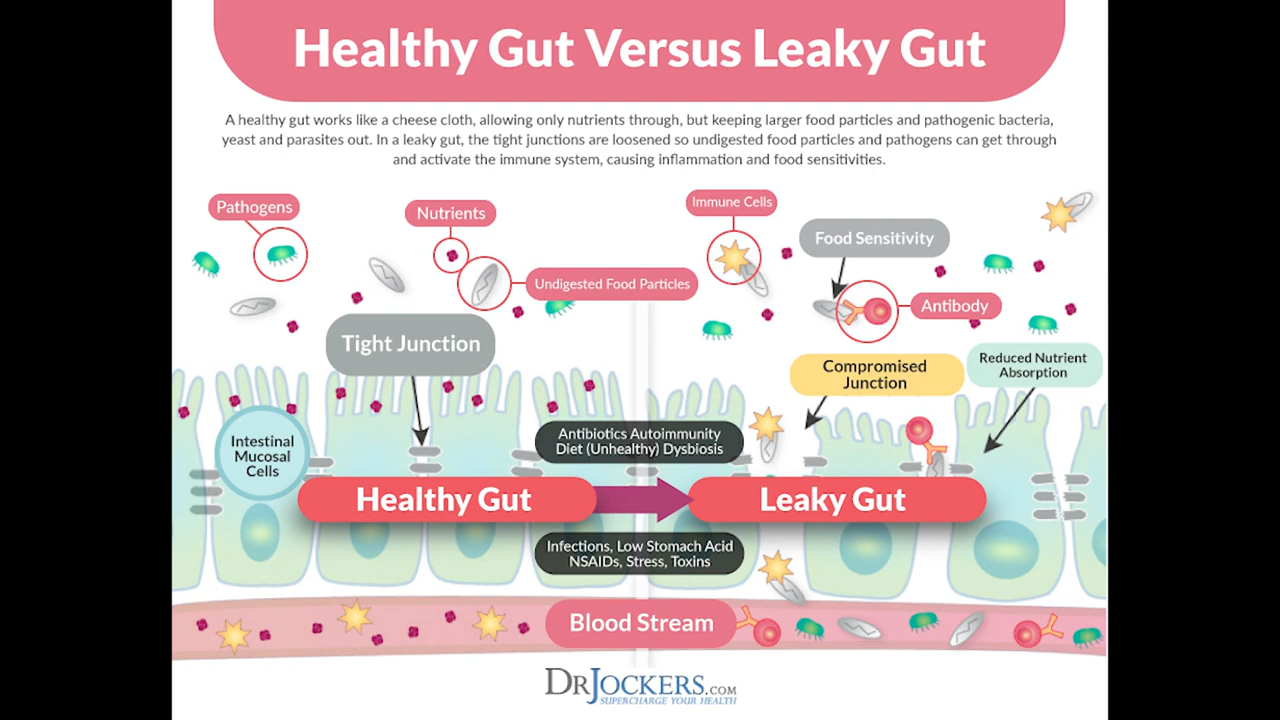 Healthy Gut Versus Leaky Gut
A healthy gut works like a cheese cloth, allowing only nutrients through, but keeping larger food particles and pathogenic bacteria,
yeast and parasites out. In a leaky gut, the tight junctions are loosened so undigested food particles and pathogens can get through
and activate the immune system, causing inflammation and food sensitivities.
Pathogens
Nutrients
Undigested Food Particles
Immune Cells
Food Sensitivity
Antibody
Tight Junction
Compromised
Junction
Reduced Nutrient
Absorption
Intestinal
Mucosal
Cells
Antibiotics Autoimmunity
Diet (Unhealthy) Dysbiosis
Healthy Gut
Leaky Gut
Infections, Low Stomach Acid
NSAIDs, Stress, Toxins
Blood Stream
DRJOCKERS.COM
SUPERCHARGE YOUR HEALTH